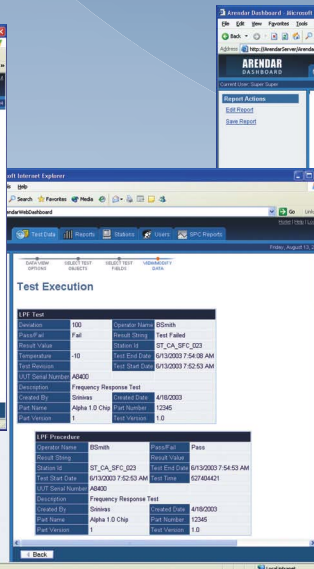 Arendar Dashboard - Microsoft
File Edit View Favorites Tools
Back
Address http://ArendarServer/Arenda
ARENDAR
DASHBOARD
Current User: Super Super
Report Actions
Edit Report
Save Report
soft Internet Explorer
Help
Search Favorites Media
endarWebDashboard
Go
Test Data Reports Stations Users SPC Reports
Friday, August 13, 2
DATA VIEW OPTIONS SELECT TEST OBJECTS SELECT TEST FIELDS VIEW/MODIFY DATA
Test Execution
LPF Test
Deviation 100 Operator Name BSmith
Pass/Fail Fail Result String Test Failed
Result Value Station Id ST_CA_SFC_023
Temperature -10 Test End Date 6/13/2003 7:54:08 AM
Test Revision Test Start Date 6/13/2003 7:52:53 AM
UUT Serial Number A8400
Description Frequency Response Test
Created By Srinivas Created Date 4/18/2003
Part Name Alpha 1.0 Chip Part Number 12345
Part Version 1 Test Version 1.0
LPF Procedure
Operator Name BSmith Pass/Fail Pass
Result String Result Value
Station Id ST_CA_SFC_023 Test End Date 6/13/2003 7:54:53 AM
Test Start Date 6/13/2003 7:52:53 AM Test Time 627404421
UUT Serial Number A8400
Description Frequency Response Test
Created By Srinivas Created Date 4/18/2003
Part Name Alpha 1.0 Chip Part Number 12345
Part Version 1 Test Version 1.0
Back
Local intranet